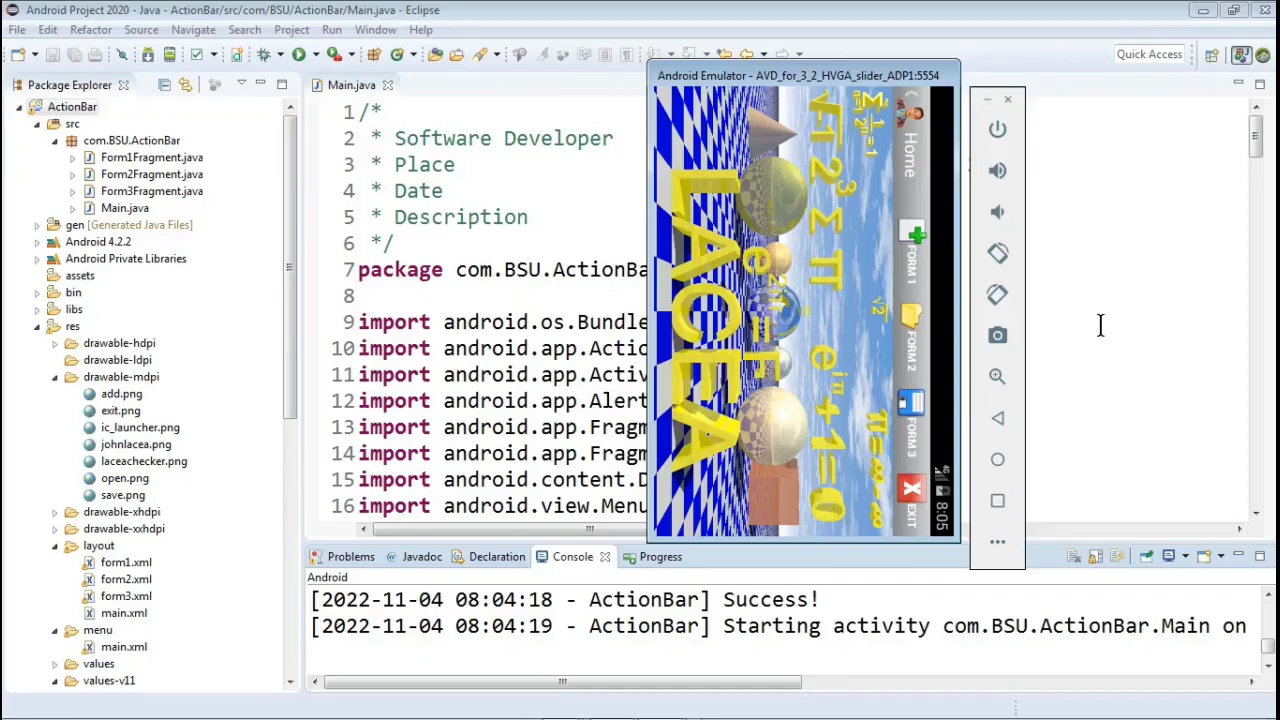 Android Project 2020 - Java - ActionBar/src/com/BSU/ActionBar/Main.java - Eclipse
File Edit Refactor Source Navigate Search Project Run Window Help
Quick Access
Package Explorer
ActionBar
src
com.BSU.ActionBar
Form1Fragment.java
Form2Fragment.java
Form3Fragment.java
Main.java
gen [Generated Java Files]
Android 4.2.2
Android Private Libraries
assets
bin
libs
res
drawable-hdpi
drawable-ldpi
drawable-mdpi
add.png
exit.png
ic_launcher.png
johnlacea.png
laceachecker.png
open.png
save.png
drawable-xhdpi
drawable-xxhdpi
layout
form1.xml
form2.xml
form3.xml
main.xml
menu
main.xml
values
values-v11
Main.java
1 /*
2 * Software Developer
3 * Place
4 * Date
5 * Description
6 */
7 package com.BSU.ActionBa
8
9 import android.os.Bundle
10 import android.app.Actio
11 import android.app.Activ
12 import android.app.Alert
13 import android.app.Fragm
14 import android.app.Fragm
15 import android.content.D
16 import android.view.Menu
Android Emulator - AVD_for_3_2_HVGA_slider_ADP1:5554
4G 8:05
Home FORM 1 FORM 2 FORM 3 EXIT
√2
√-1 2³ Σ π e^iπ+1=0
LACEA
Problems Javadoc Declaration Console Progress
Android
[2022-11-04 08:04:18 - ActionBar] Success!
[2022-11-04 08:04:19 - ActionBar] Starting activity com.BSU.ActionBar.Main on